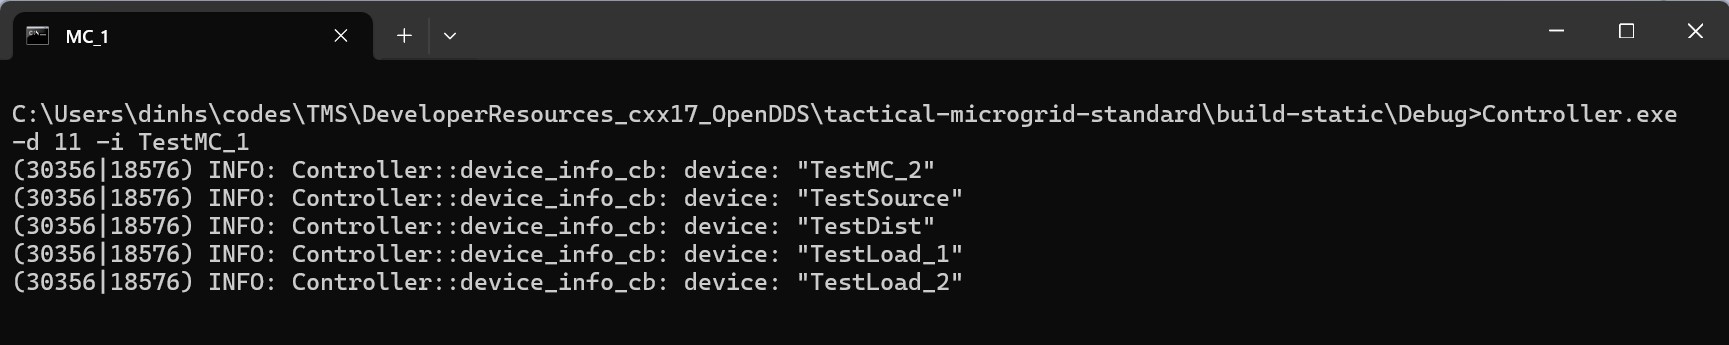 MC_1
C:\Users\dinhs\codes\TMS\DeveloperResources_cxx17_OpenDDS\tactical-microgrid-standard\build-static\Debug>Controller.exe
-d 11 -i TestMC_1
(30356|18576) INFO: Controller::device_info_cb: device: "TestMC_2"
(30356|18576) INFO: Controller::device_info_cb: device: "TestSource"
(30356|18576) INFO: Controller::device_info_cb: device: "TestDist"
(30356|18576) INFO: Controller::device_info_cb: device: "TestLoad_1"
(30356|18576) INFO: Controller::device_info_cb: device: "TestLoad_2"